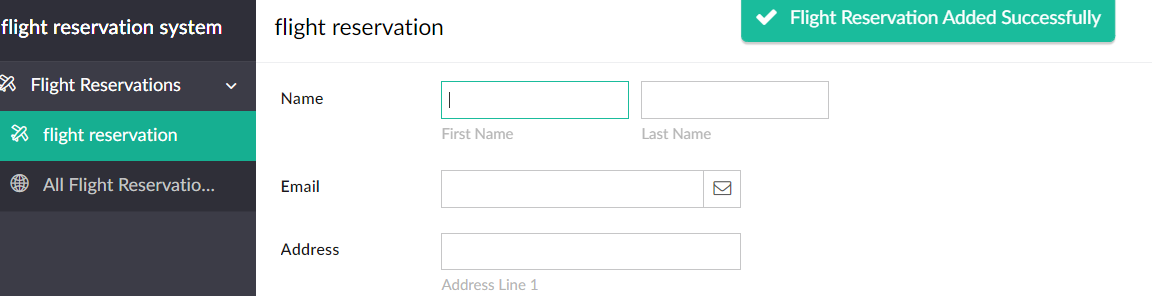 flight reservation system
flight reservation
Flight Reservation Added Successfully
Flight Reservations
flight reservation
All Flight Reservatio...
Name
First Name
Last Name
Email
Address
Address Line 1